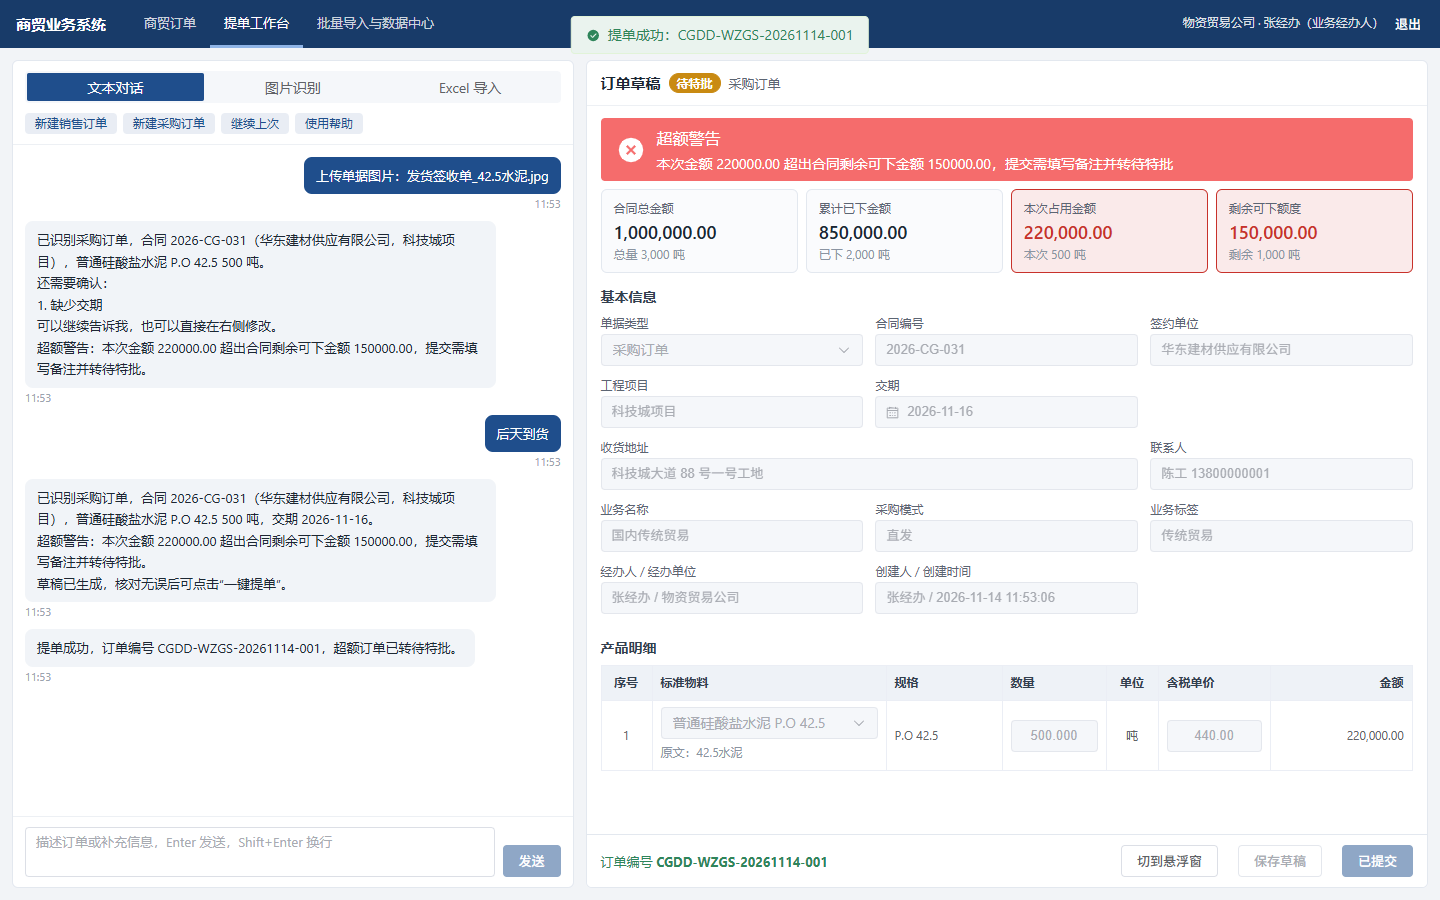 商贸业务系统
商贸订单
提单工作台
批量导入与数据中心
提单成功：CGDD-WZGS-20261114-001
物资贸易公司 · 张经办（业务经办人）
退出
文本对话
图片识别
Excel 导入
新建销售订单
新建采购订单
继续上次
使用帮助
上传单据图片：发货签收单_42.5水泥.jpg
11:53
已识别采购订单，合同 2026-CG-031（华东建材供应有限公司，科技城项
目），普通硅酸盐水泥 P.O 42.5 500 吨。
还需要确认：
1. 缺少交期
可以继续告诉我，也可以直接在右侧修改。
超额警告：本次金额 220000.00 超出合同剩余可下金额 150000.00，提交需填
写备注并转待特批。
11:53
后天到货
11:53
已识别采购订单，合同 2026-CG-031（华东建材供应有限公司，科技城项
目），普通硅酸盐水泥 P.O 42.5 500 吨，交期 2026-11-16。
超额警告：本次金额 220000.00 超出合同剩余可下金额 150000.00，提交需填
写备注并转待特批。
草稿已生成，核对无误后可点击“一键提单”。
11:53
提单成功，订单编号 CGDD-WZGS-20261114-001，超额订单已转待特批。
11:53
描述订单或补充信息，Enter 发送，Shift+Enter 换行
发送
订单草稿
待特批
采购订单
超额警告
本次金额 220000.00 超出合同剩余可下金额 150000.00，提交需填写备注并转待特批
合同总金额
1,000,000.00
总量 3,000 吨
累计已下金额
850,000.00
已下 2,000 吨
本次占用金额
220,000.00
本次 500 吨
剩余可下额度
150,000.00
剩余 1,000 吨
基本信息
单据类型
采购订单
合同编号
2026-CG-031
签约单位
华东建材供应有限公司
工程项目
科技城项目
交期
2026-11-16
收货地址
科技城大道 88 号一号工地
联系人
陈工 13800000001
业务名称
国内传统贸易
采购模式
直发
业务标签
传统贸易
经办人 / 经办单位
张经办 / 物资贸易公司
创建人 / 创建时间
张经办 / 2026-11-14 11:53:06
产品明细
序号 标准物料 规格 数量 单位 含税单价 金额
1 普通硅酸盐水泥 P.O 42.5 P.O 42.5 500.000 吨 440.00 220,000.00
原文：42.5水泥
订单编号 CGDD-WZGS-20261114-001
切到悬浮窗
保存草稿
已提交